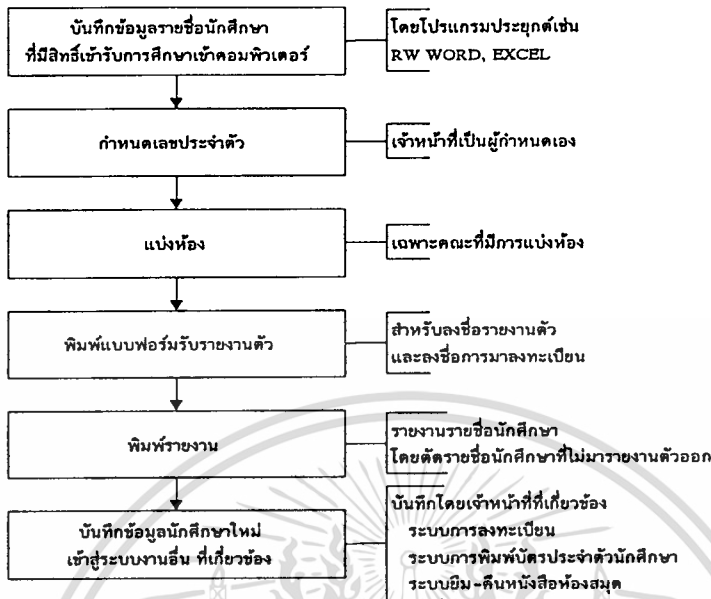 บันทึกข้อมูลรายชื่อนักศึกษา
ที่มีสิทธิ์เข้ารับการศึกษาเข้าคอมพิวเตอร์
โดยโปรแกรมประยุกต์เช่น
RW WORD, EXCEL
กำหนดเลขประจำตัว
เจ้าหน้าที่เป็นผู้กำหนดเอง
แบ่งห้อง
เฉพาะคณะที่มีการแบ่งห้อง
พิมพ์แบบฟอร์มรับรายงานตัว
สำหรับลงชื่อรายงานตัว
และลงชื่อการมาลงทะเบียน
พิมพ์รายงาน
รายงานรายชื่อนักศึกษา
โดยตัดรายชื่อนักศึกษาที่ไม่มารายงานตัวออก
บันทึกข้อมูลนักศึกษาใหม่
เข้าสู่ระบบงานอื่น ที่เกี่ยวข้อง
บันทึกโดยเจ้าหน้าที่ที่เกี่ยวข้อง
ระบบการลงทะเบียน
ระบบการพิมพ์บัตรประจำตัวนักศึกษา
ระบบยืม-คืนหนังสือห้องสมุด